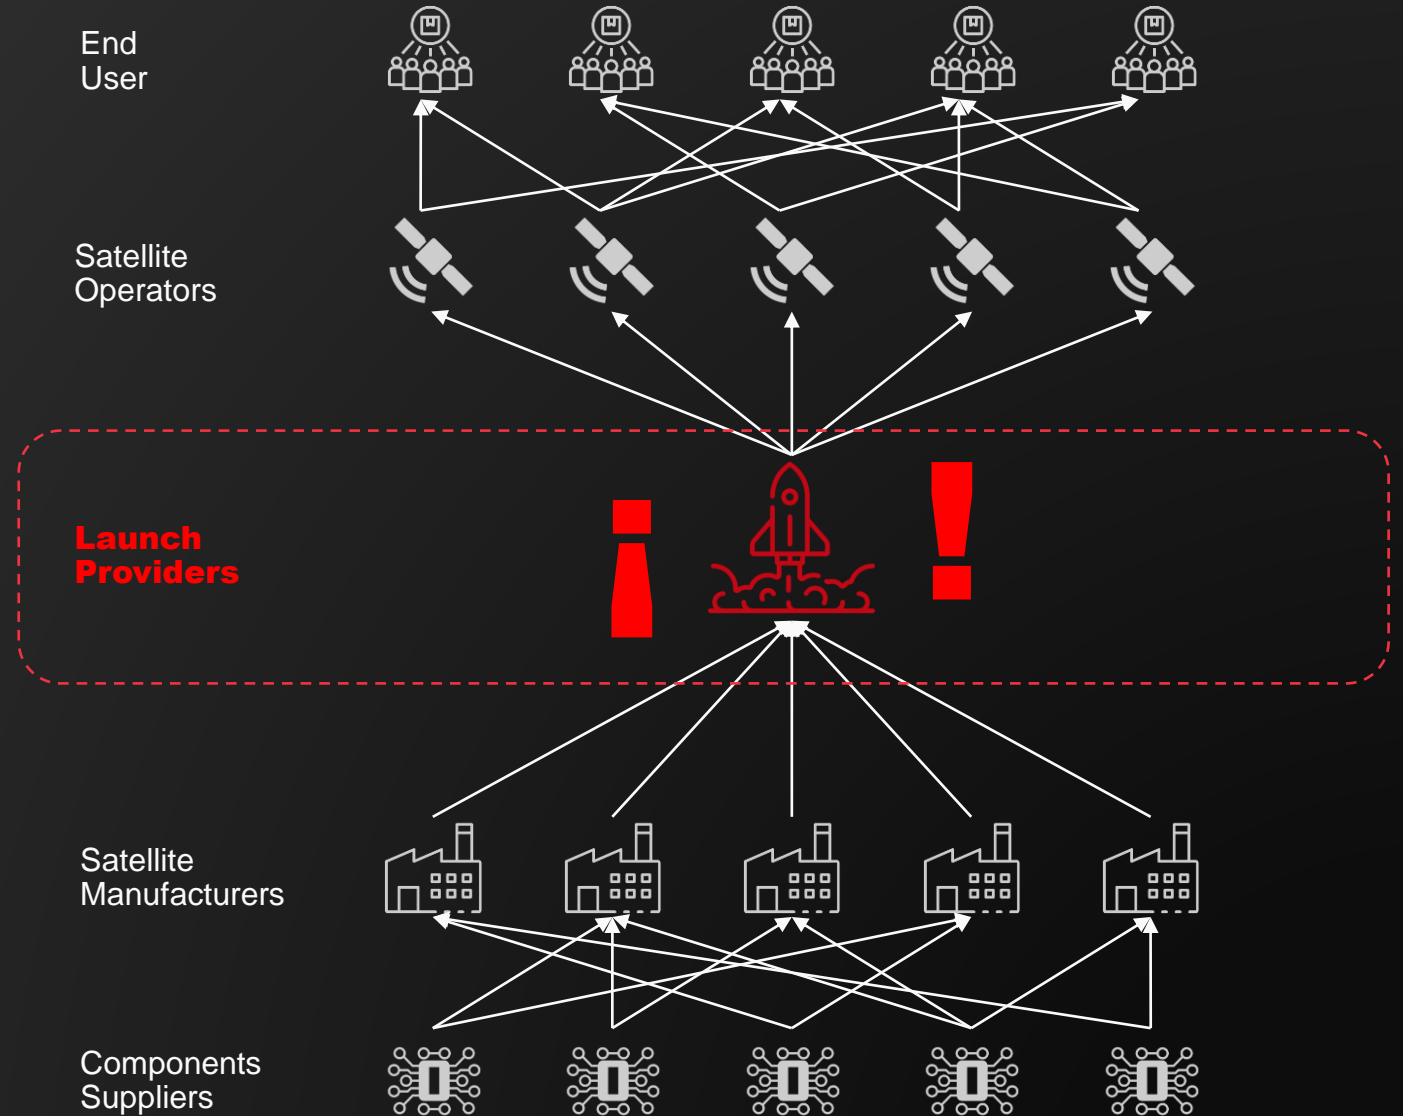 End
User
Satellite
Operators
Launch
Providers
¡
!
Satellite
Manufacturers
Components
Suppliers